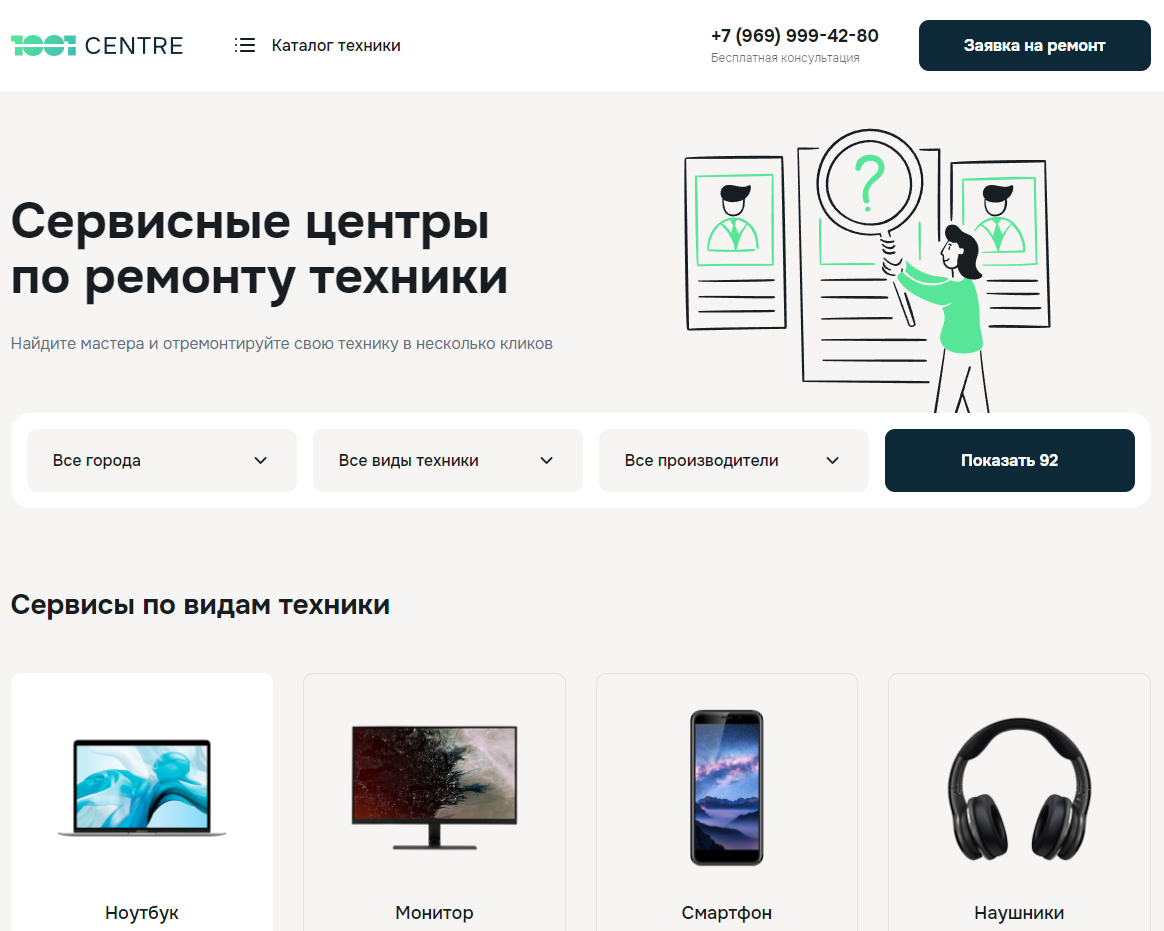 1001 CENTRE
Каталог техники
+7 (969) 999-42-80
Бесплатная консультация
Заявка на ремонт
?
Сервисные центры
по ремонту техники
Найдите мастера и отремонтируйте свою технику в несколько кликов
Все города
Все виды техники
Все производители
Показать 92
Сервисы по видам техники
Ноутбук
Монитор
Смартфон
Наушники